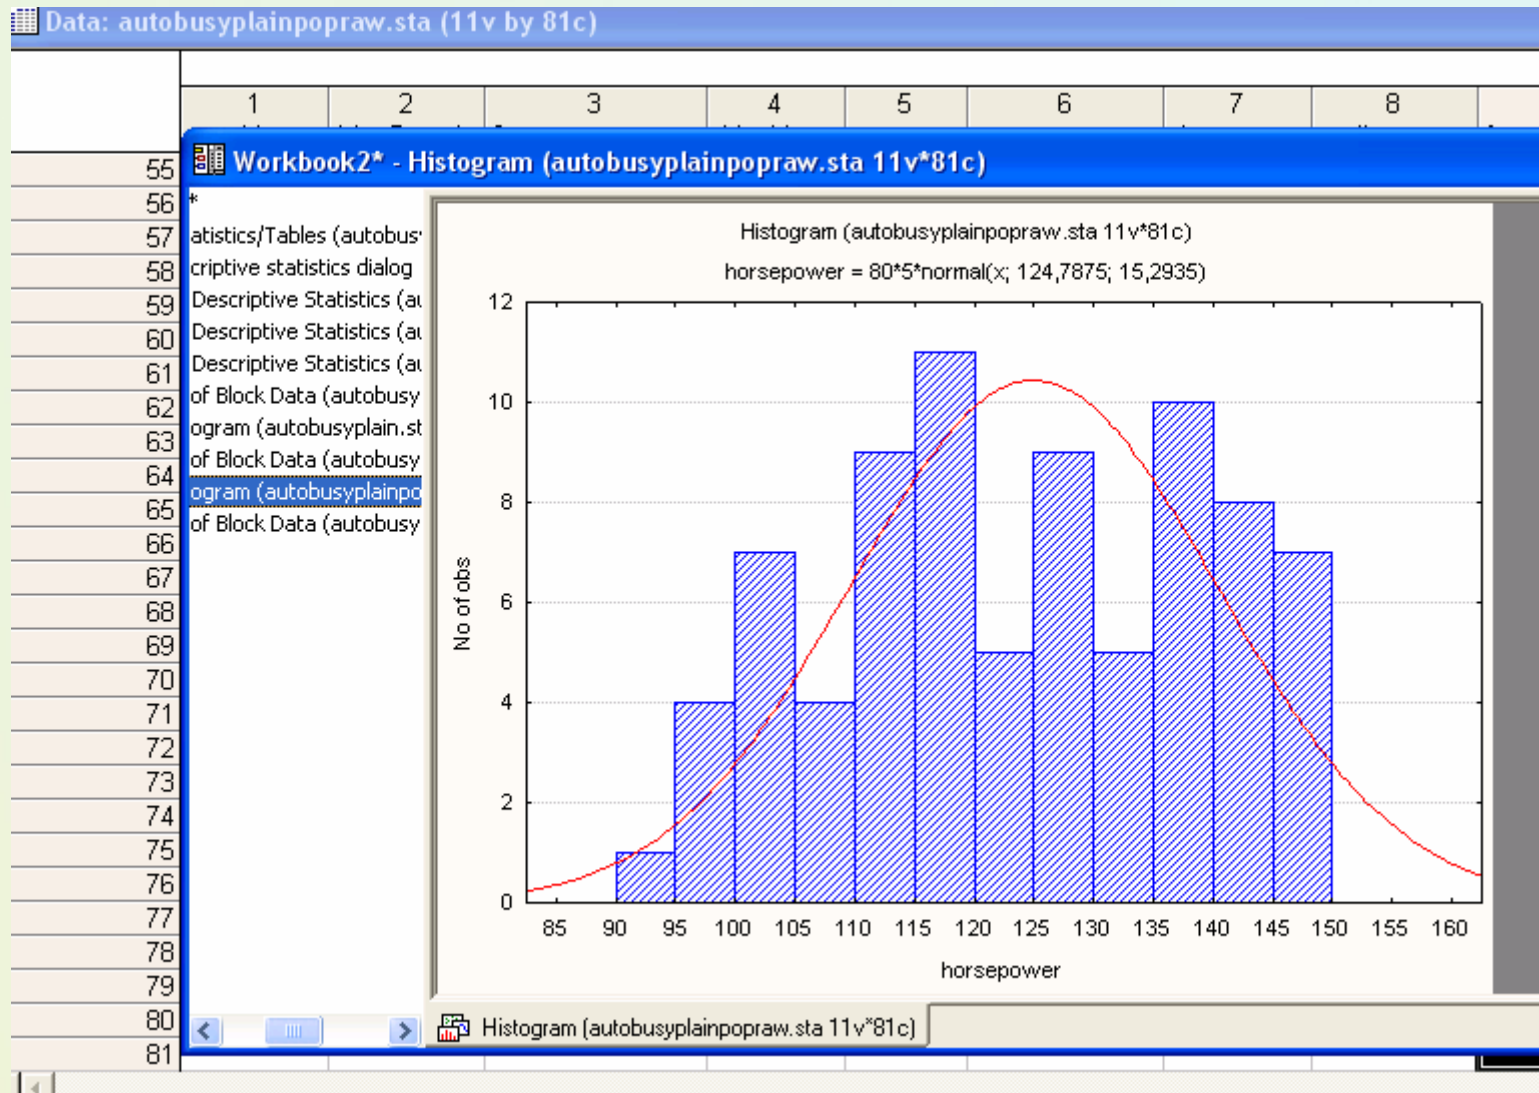 Data: autobusyplainpopraw.sta (11v by 81c)
1 2 3 4 5 6 7 8
Workbook2* - Histogram (autobusyplainpopraw.sta 11v*81c)
55
56
57
58
59
60
61
62
63
64
65
66
67
68
69
70
71
72
73
74
75
76
77
78
79
80
81
*
atistics/Tables (autobus
criptive statistics dialog
Descriptive Statistics (au
Descriptive Statistics (au
Descriptive Statistics (au
of Block Data (autobusy
ogram (autobusyplain.st
of Block Data (autobusy
ogram (autobusyplainpo
of Block Data (autobusy
Histogram (autobusyplainpopraw.sta 11v*81c)
horsepower = 80*5*normal(x; 124,7875; 15,2935)
12
10
8
6
4
2
0
No of obs
85 90 95 100 105 110 115 120 125 130 135 140 145 150 155 160
horsepower
Histogram (autobusyplainpopraw.sta 11v*81c)